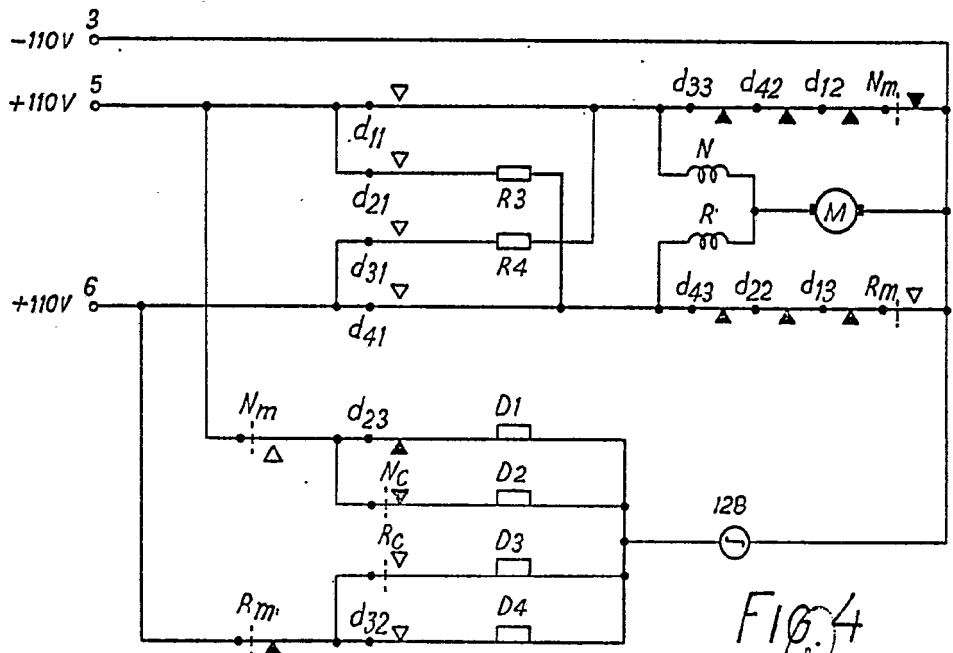 3
-110V
5
+110V
d11
d21
R3
d31
R4
6
+110V
d41
d33 d42 d12 Nm
N
R
M
d43 d22 d13 Rm
Nm d23 D1
Nc D2
Rc D3
Rm d32 D4
12B
FIG. 4